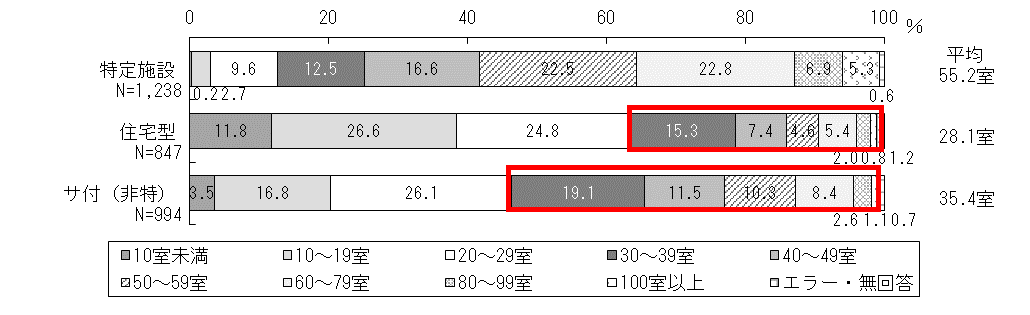 0 20 40 60 80 100 %
特定施設 9.6 12.5 16.6 22.5 22.8 6.9 5.3 平均
N=1,238 0.2 2.7 0.6 55.2室
住宅型 11.8 26.6 24.8 15.3 7.4 4.6 5.4 28.1室
N=847 2.0 0.8 1.2
サ付（非特） 3.5 16.8 26.1 19.1 11.5 10.3 8.4 35.4室
N=994 2.6 1.1 0.7
10室未満 10～19室 20～29室 30～39室 40～49室
50～59室 60～79室 80～99室 100室以上 エラー・無回答